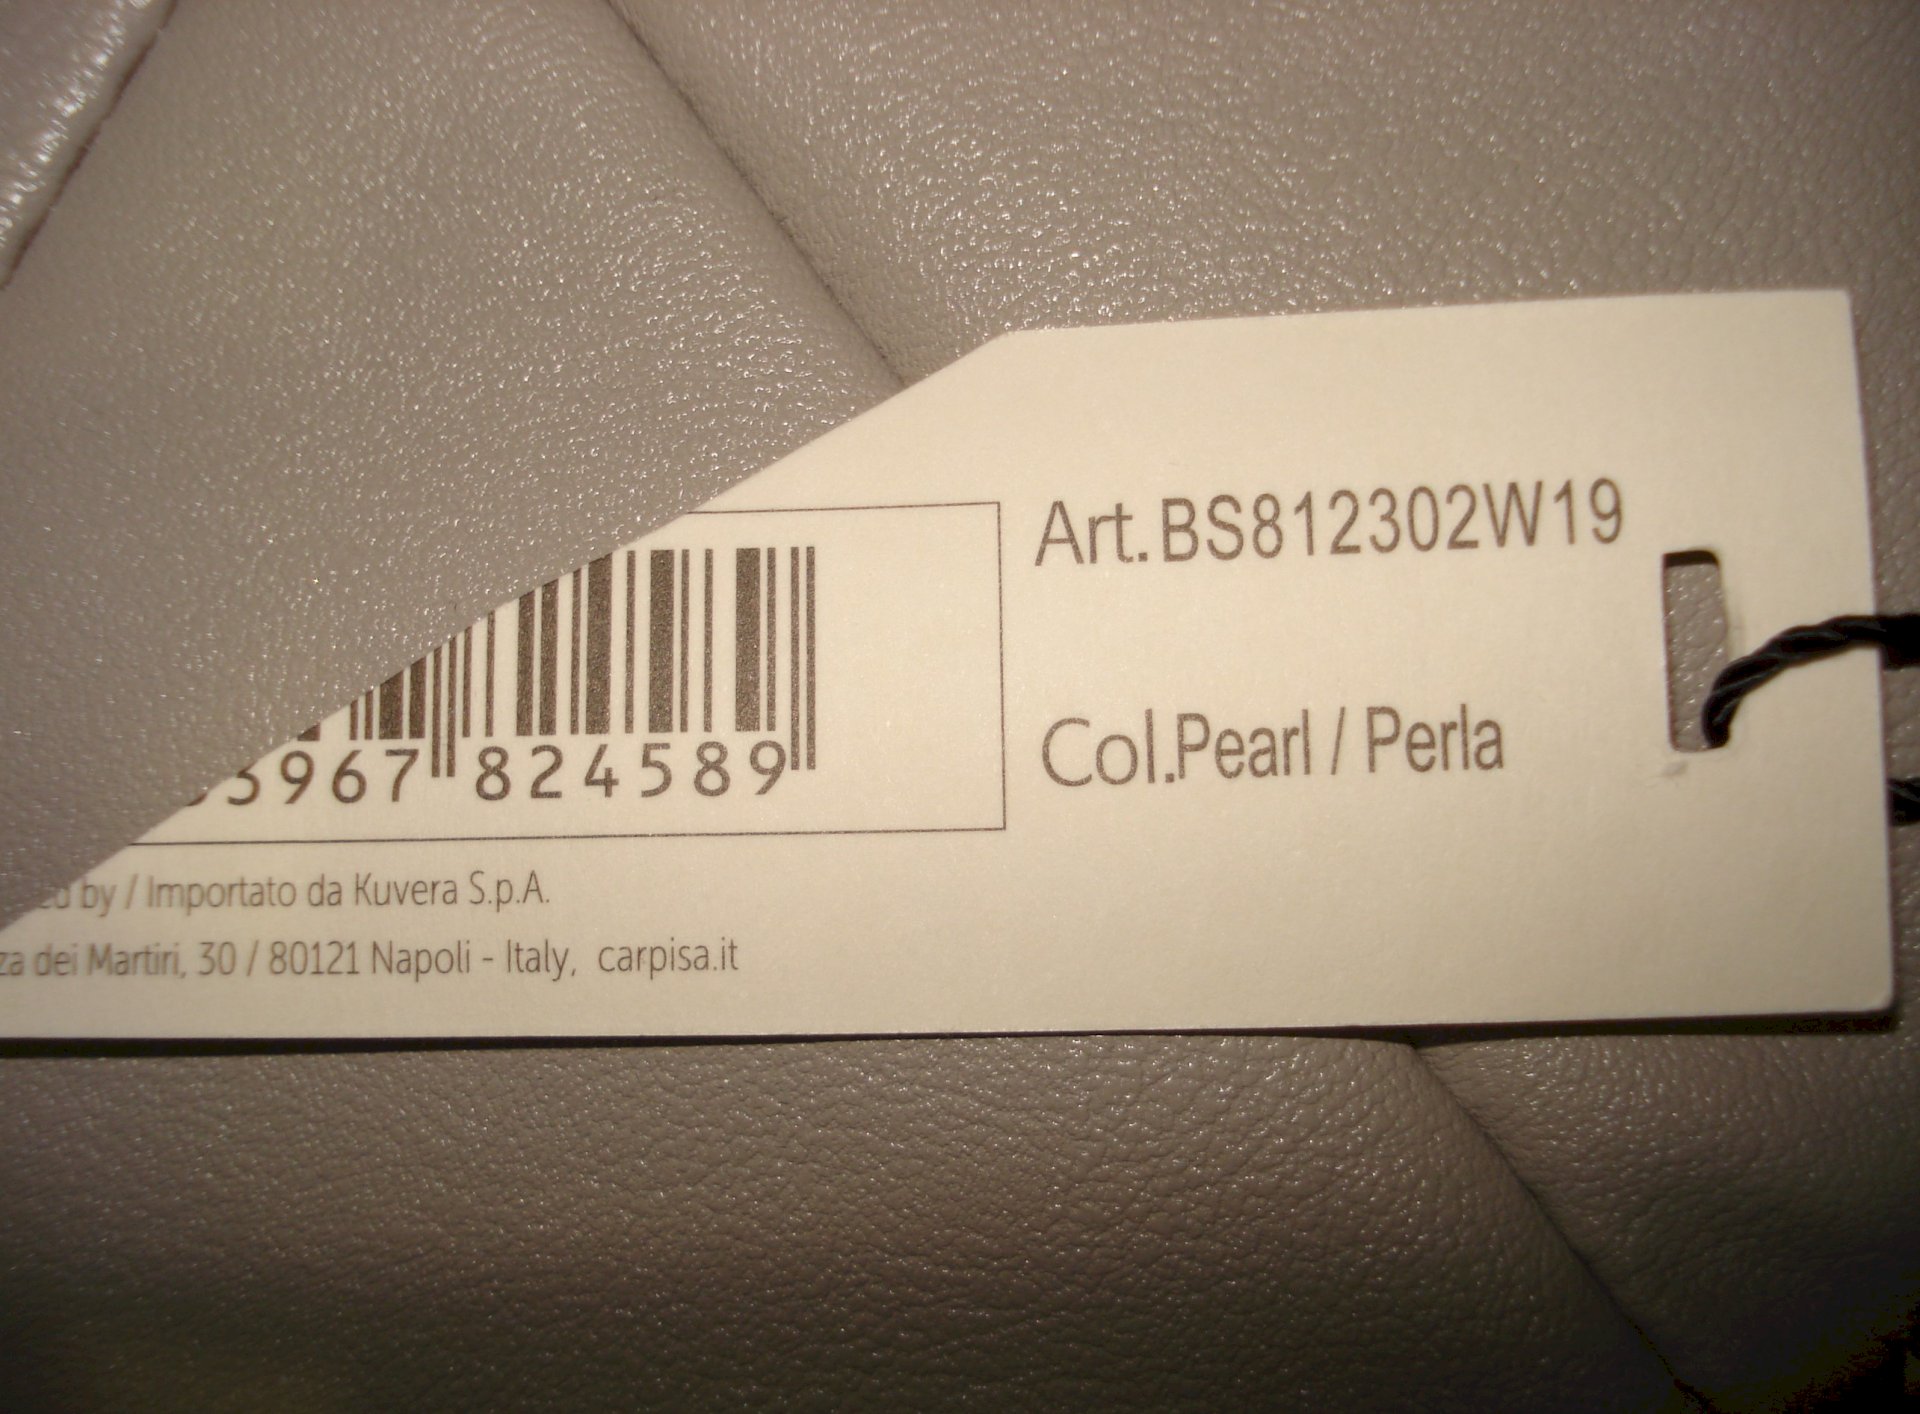 Art.BS812302W19
Col.Pearl / Perla
5967 824589
by / Importato da Kuvera S.p.A.
dei Martiri, 30 / 80121 Napoli - Italy, carpisa.it